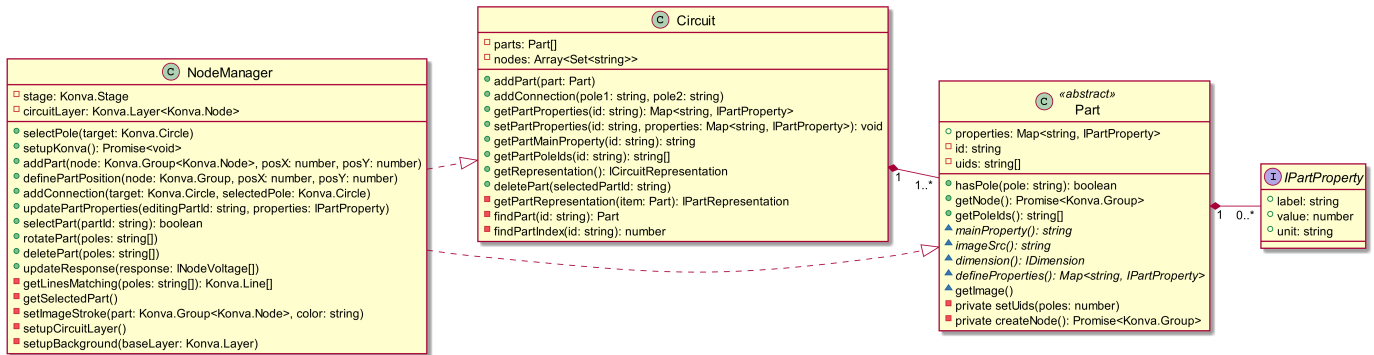 C NodeManager
stage: Konva.Stage
circuitLayer: Konva.Layer<Konva.Node>
selectPole(target: Konva.Circle)
setupKonva(): Promise<void>
addPart(node: Konva.Group<Konva.Node>, posX: number, posY: number)
definePartPosition(node: Konva.Group, posX: number, posY: number)
addConnection(target: Konva.Circle, selectedPole: Konva.Circle)
updatePartProperties(editingPartId: string, properties: IPartProperty)
selectPart(partId: string): boolean
rotatePart(poles: string[])
deletePart(poles: string[])
updateResponse(response: INodeVoltage[])
getLinesMatching(poles: string[]): Konva.Line[]
getSelectedPart()
setImageStroke(part: Konva.Group<Konva.Node>, color: string)
setupCircuitLayer()
setupBackground(baseLayer: Konva.Layer)
C Circuit
parts: Part[]
nodes: Array<Set<string>>
addPart(part: Part)
addConnection(pole1: string, pole2: string)
getPartProperties(id: string): Map<string, IPartProperty>
setPartProperties(id: string, properties: Map<string, IPartProperty>): void
getPartMainProperty(id: string): string
getPartPoleIds(id: string): string[]
getRepresentation(): ICircuitRepresentation
deletePart(selectedPartId: string)
getPartRepresentation(item: Part): IPartRepresentation
findPart(id: string): Part
findPartIndex(id: string): number
1
1..*
«abstract»
C Part
properties: Map<string, IPartProperty>
id: string
uids: string[]
hasPole(pole: string): boolean
getNode(): Promise<Konva.Group>
getPoleIds(): string[]
mainProperty(): string
imageSrc(): string
dimension(): IDimension
defineProperties(): Map<string, IPartProperty>
getImage()
private setUids(poles: number)
private createNode(): Promise<Konva.Group>
1
0..*
I IPartProperty
label: string
value: number
unit: string